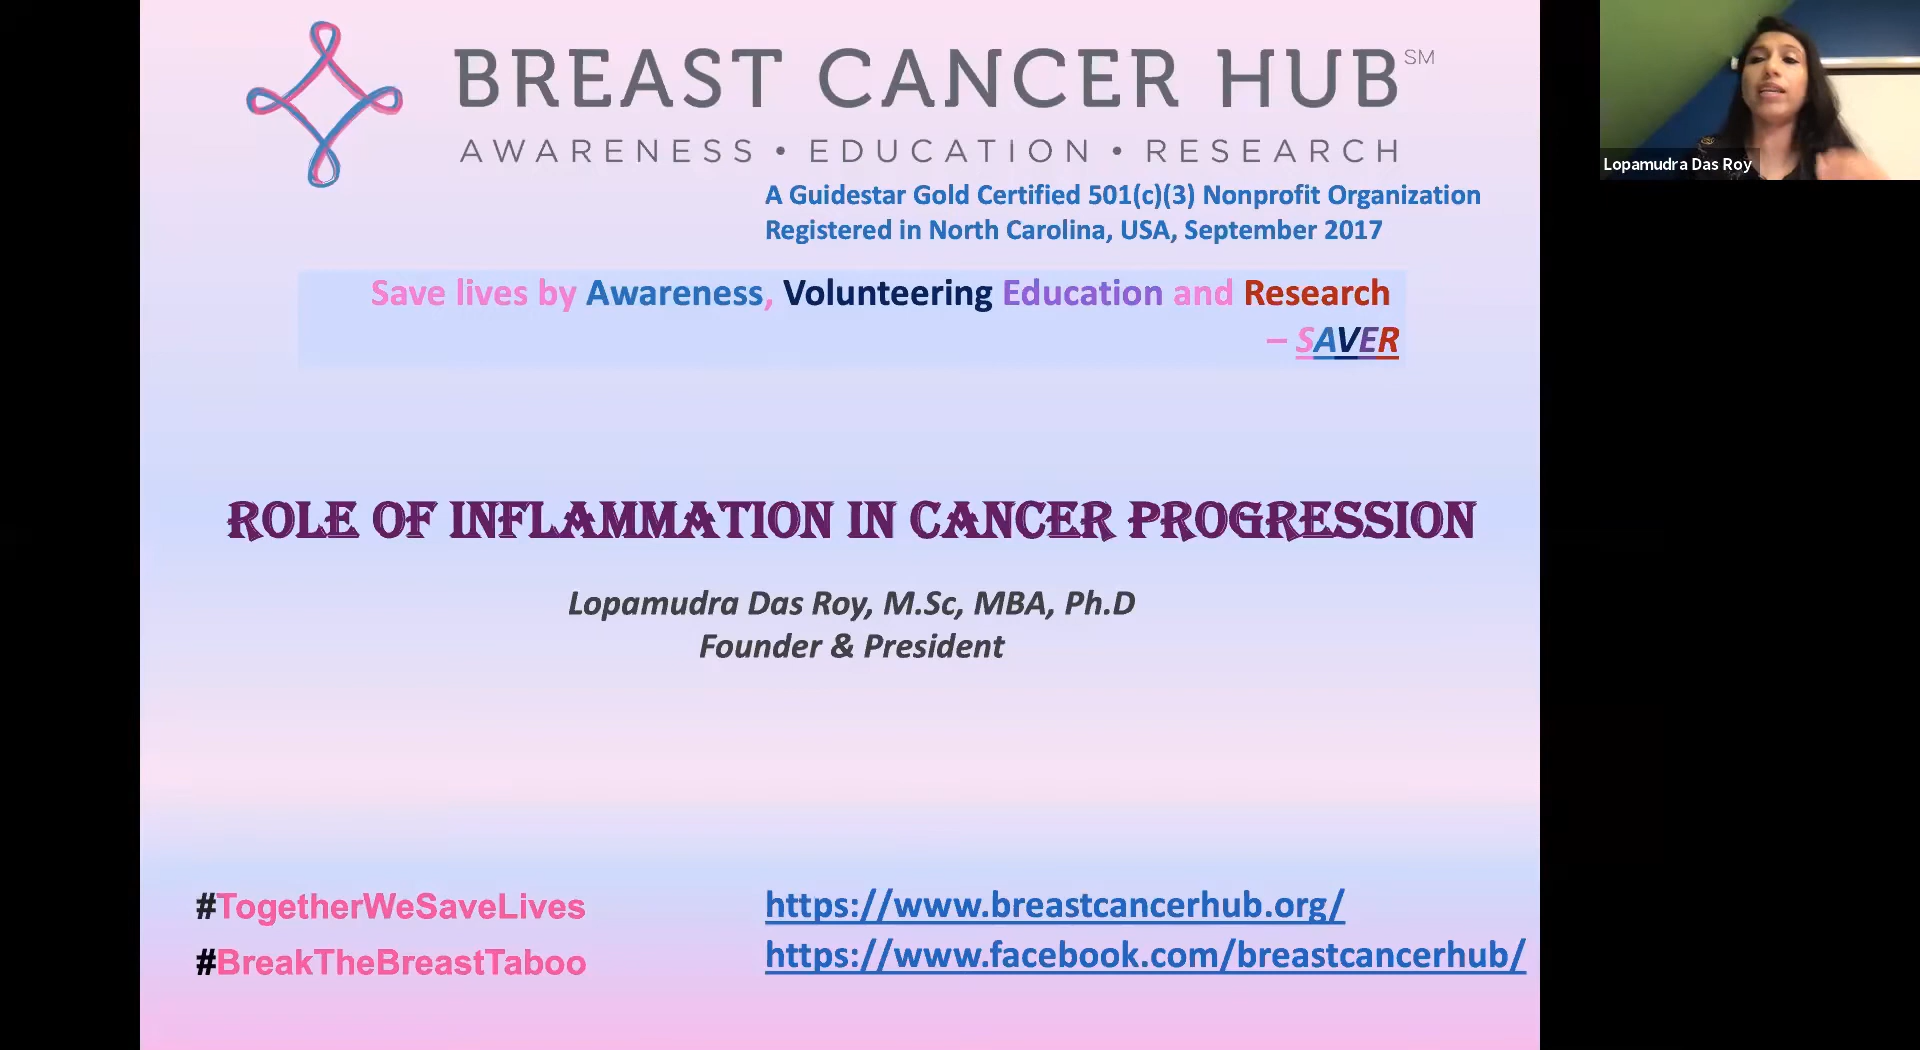 BREAST CANCER HUB SM
AWARENESS • EDUCATION • RESEARCH
A Guidestar Gold Certified 501(c)(3) Nonprofit Organization
Registered in North Carolina, USA, September 2017
Save lives by Awareness, Volunteering Education and Research
– SAVER
ROLE OF INFLAMMATION IN CANCER PROGRESSION
Lopamudra Das Roy, M.Sc, MBA, Ph.D
Founder & President
#TogetherWeSaveLives
#BreakTheBreastTaboo
https://www.breastcancerhub.org/
https://www.facebook.com/breastcancerhub/
Lopamudra Das Roy